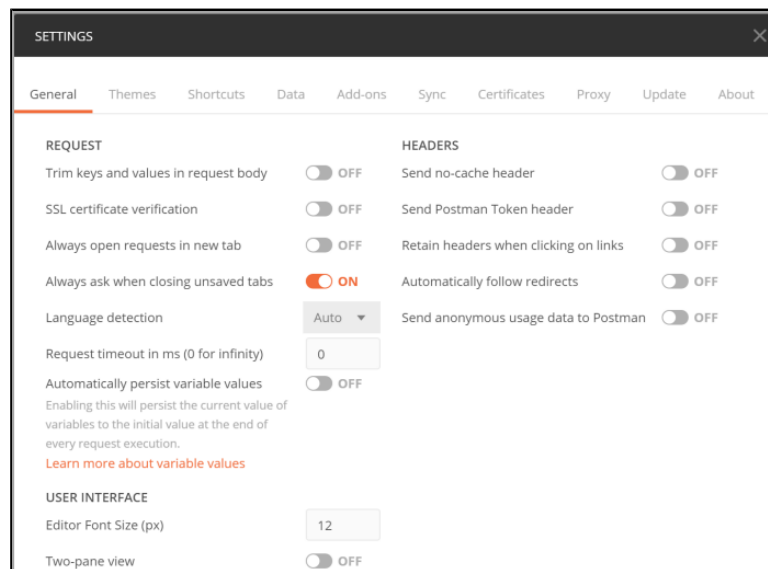 SETTINGS
General Themes Shortcuts Data Add-ons Sync Certificates Proxy Update About
REQUEST
Trim keys and values in request body OFF
SSL certificate verification OFF
Always open requests in new tab OFF
Always ask when closing unsaved tabs ON
Language detection Auto
Request timeout in ms (0 for infinity) 0
Automatically persist variable values OFF
Enabling this will persist the current value of
variables to the initial value at the end of
every request execution.
Learn more about variable values
USER INTERFACE
Editor Font Size (px) 12
Two-pane view OFF
HEADERS
Send no-cache header OFF
Send Postman Token header OFF
Retain headers when clicking on links OFF
Automatically follow redirects OFF
Send anonymous usage data to Postman OFF